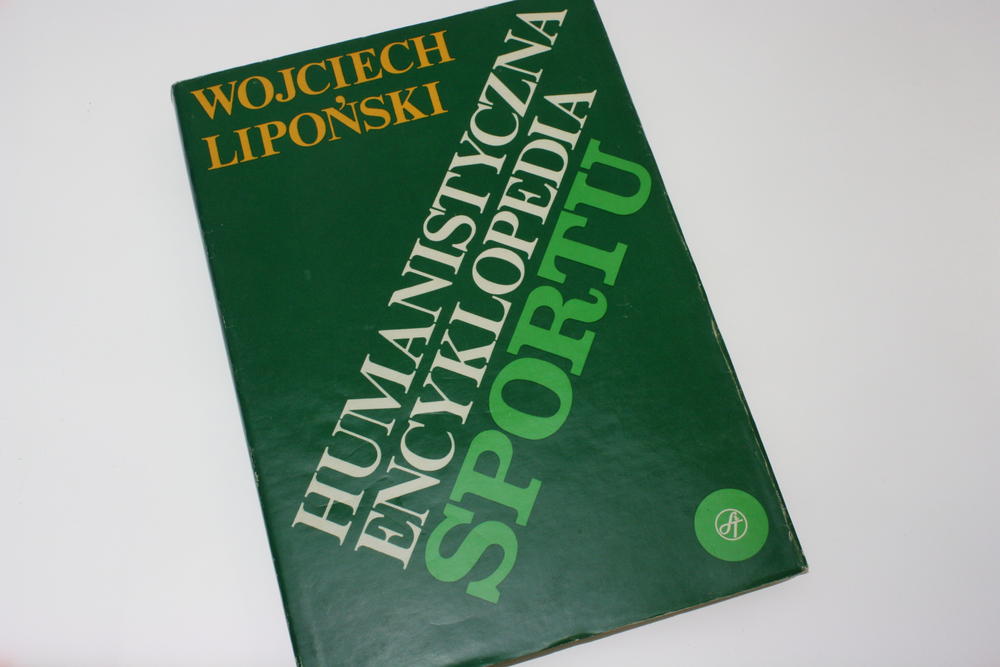 WOJCIECH
LIPOŃSKI
HUMANISTYCZNA
ENCYKLOPEDIA
SPORTU